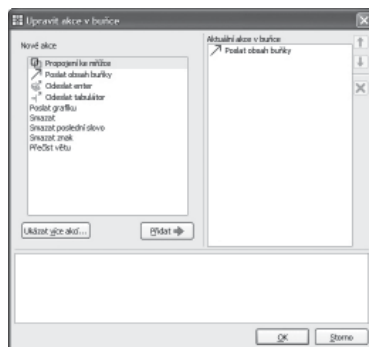 Upravit akce v buňce
Nové akce
Propojení ke mřížce
Poslat obsah buňky
Odeslat enter
Odeslat tabulátor
Poslat grafiku
Smazat
Smazat poslední slovo
Smazat znak
Přečíst větu
Ukázat více akcí...
Přidat
Aktuální akce v buňce
Poslat obsah buňky
OK
Storno